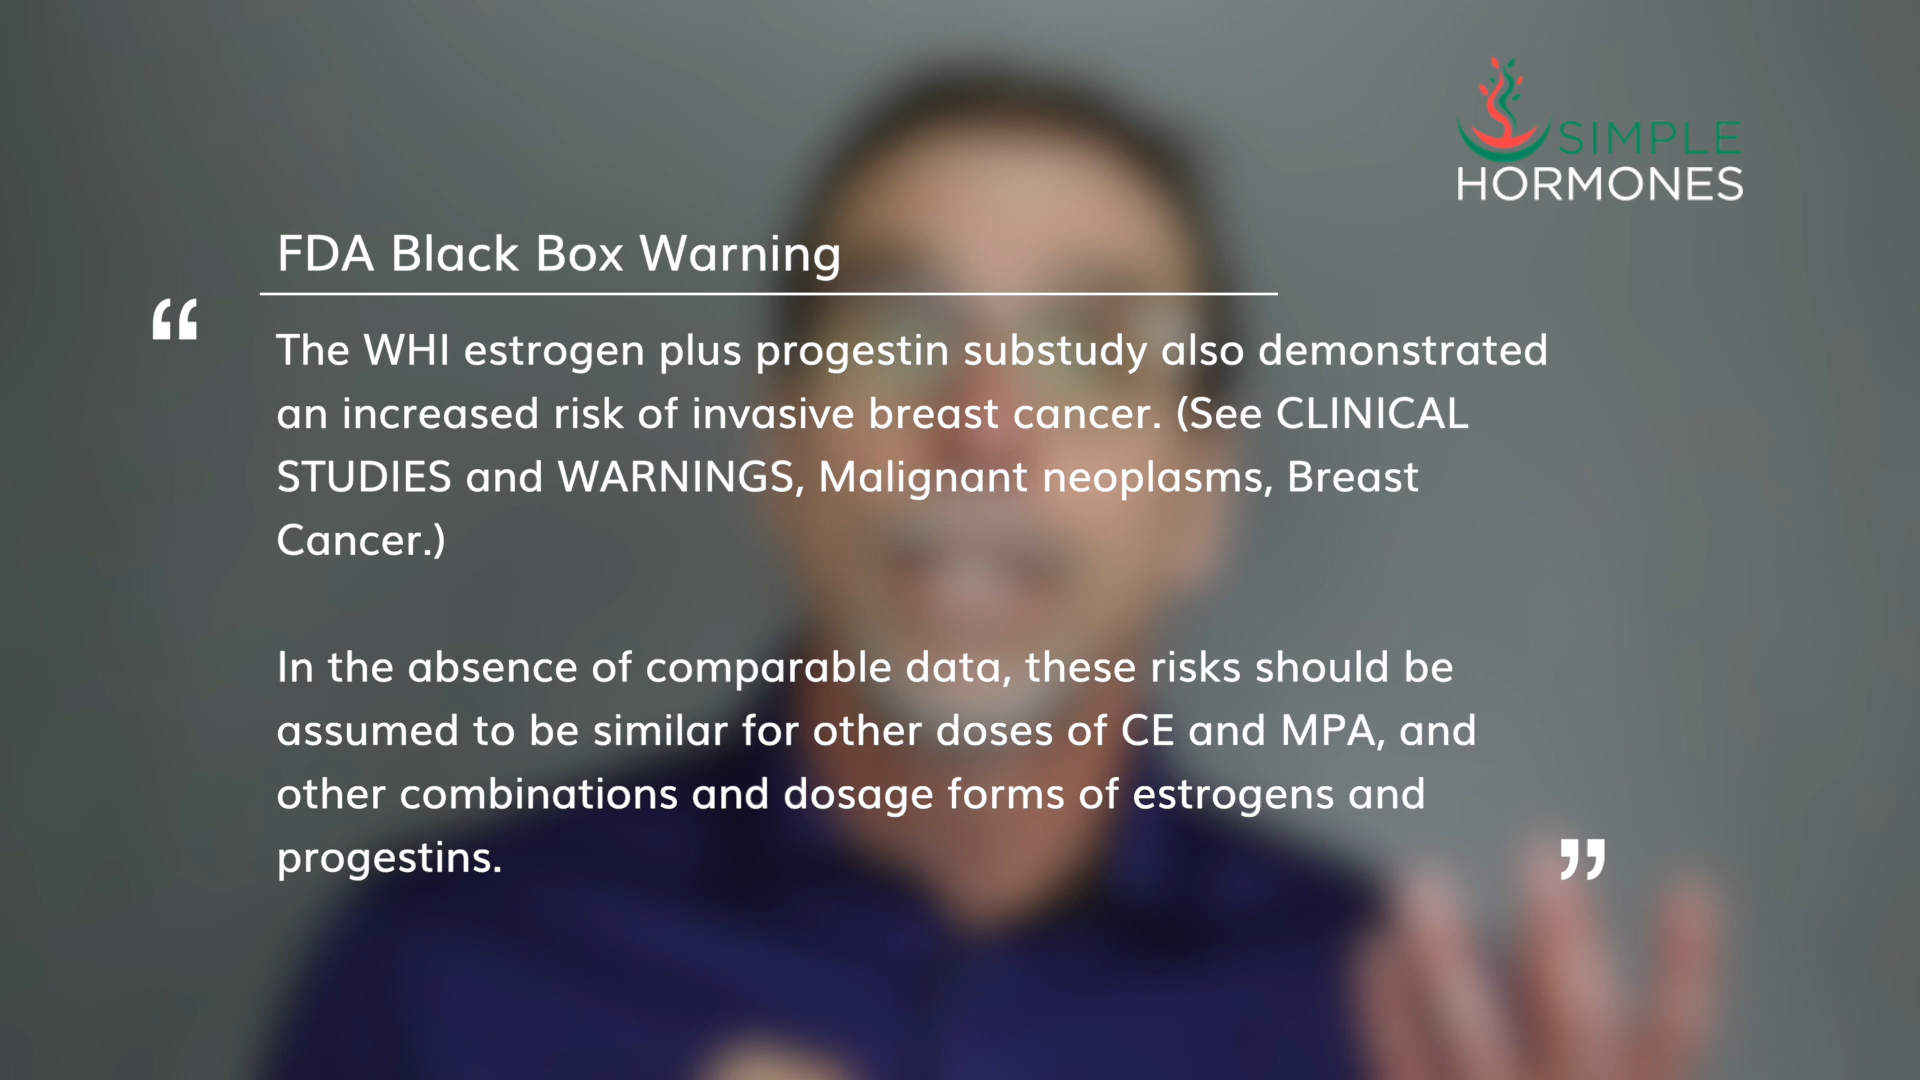 SIMPLE
HORMONES
FDA Black Box Warning
“
The WHI estrogen plus progestin substudy also demonstrated
an increased risk of invasive breast cancer. (See CLINICAL
STUDIES and WARNINGS, Malignant neoplasms, Breast
Cancer.)
In the absence of comparable data, these risks should be
assumed to be similar for other doses of CE and MPA, and
other combinations and dosage forms of estrogens and
progestins.
”